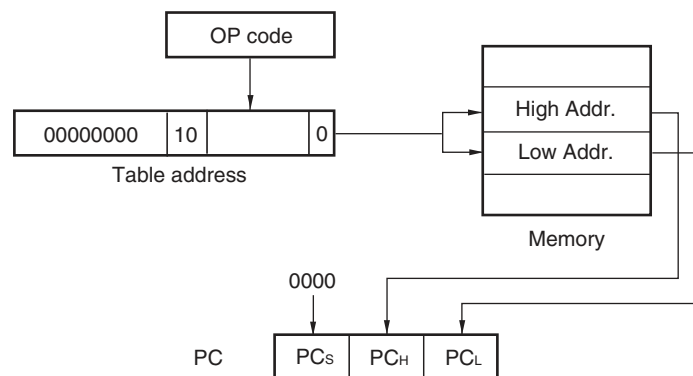 OP code
00000000 10 0
Table address
High Addr.
Low Addr.
Memory
0000
PC PCS PCH PCL